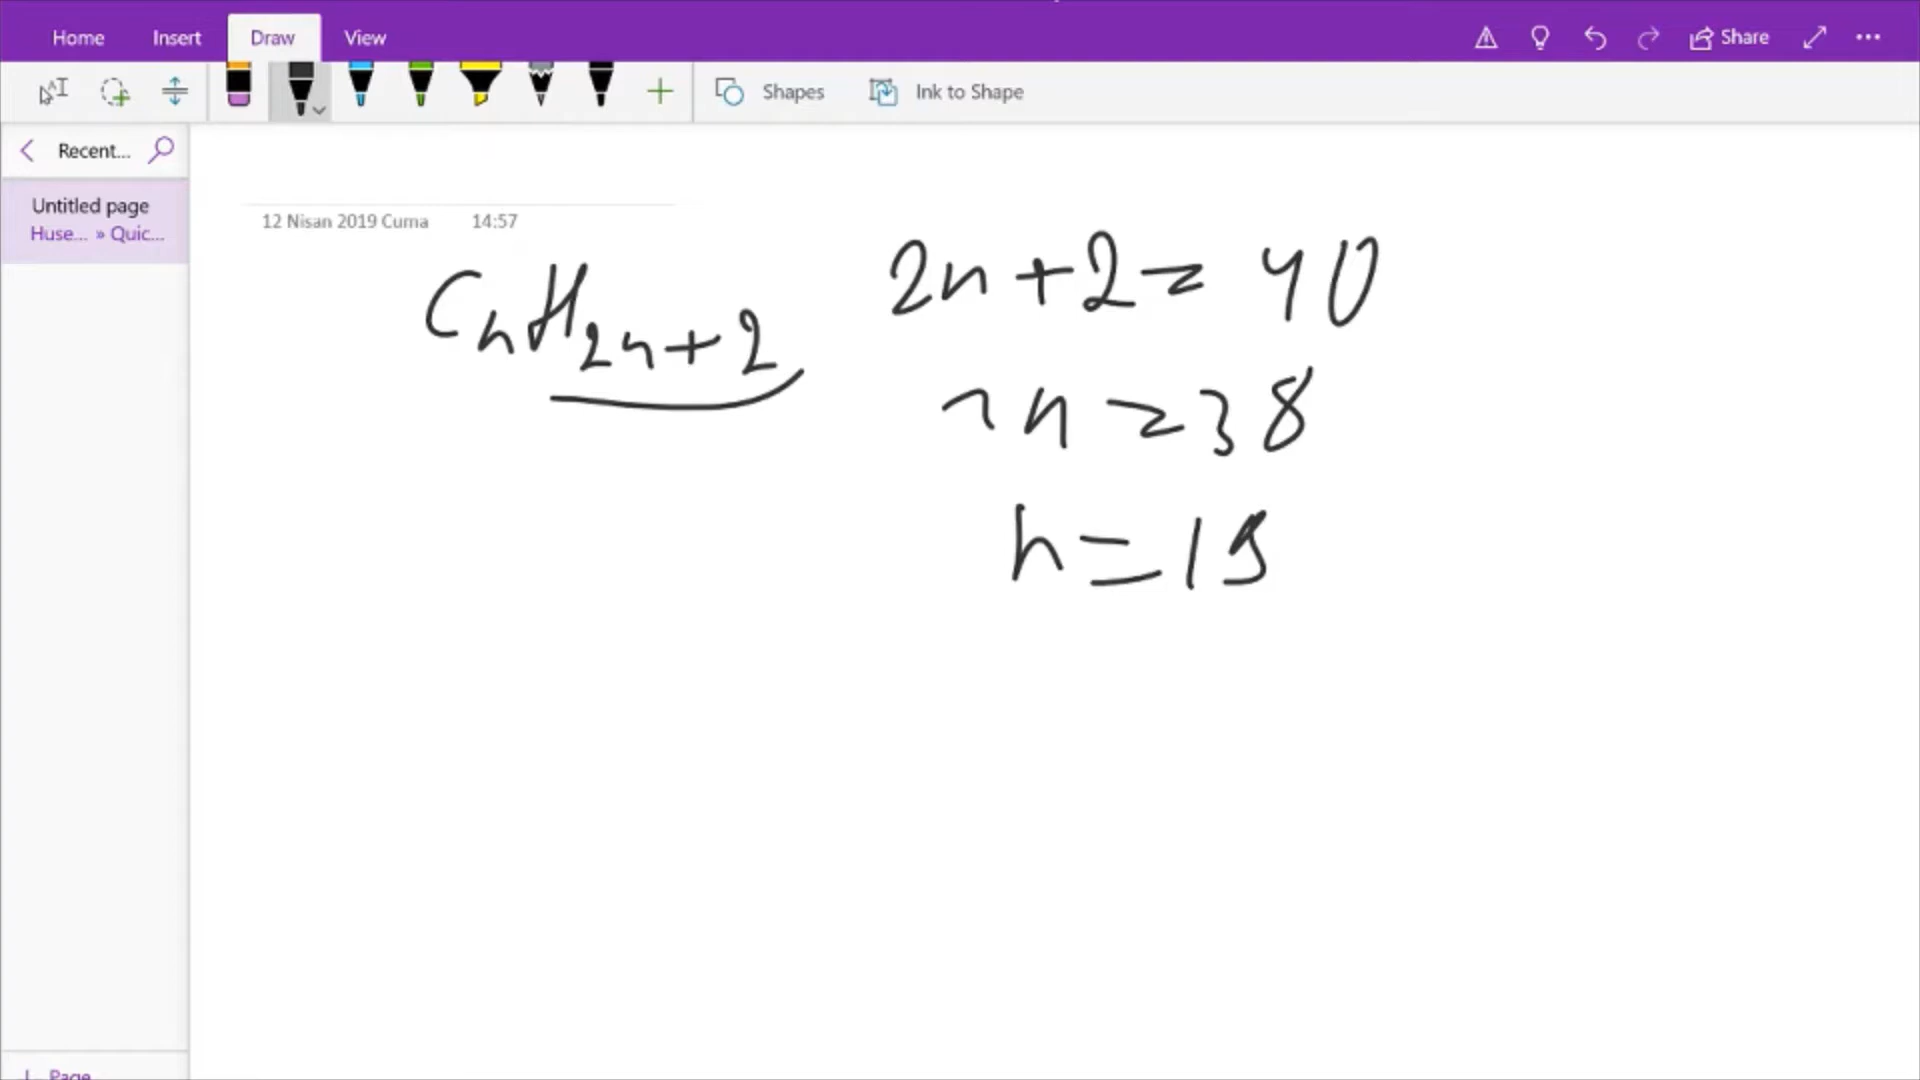 Home Insert Draw View Share
Shapes Ink to Shape
Recent...
Untitled page
Huse... » Quic...
12 Nisan 2019 Cuma 14:57
CnH2n+2
2n+2=40
2n=38
n=19
Page